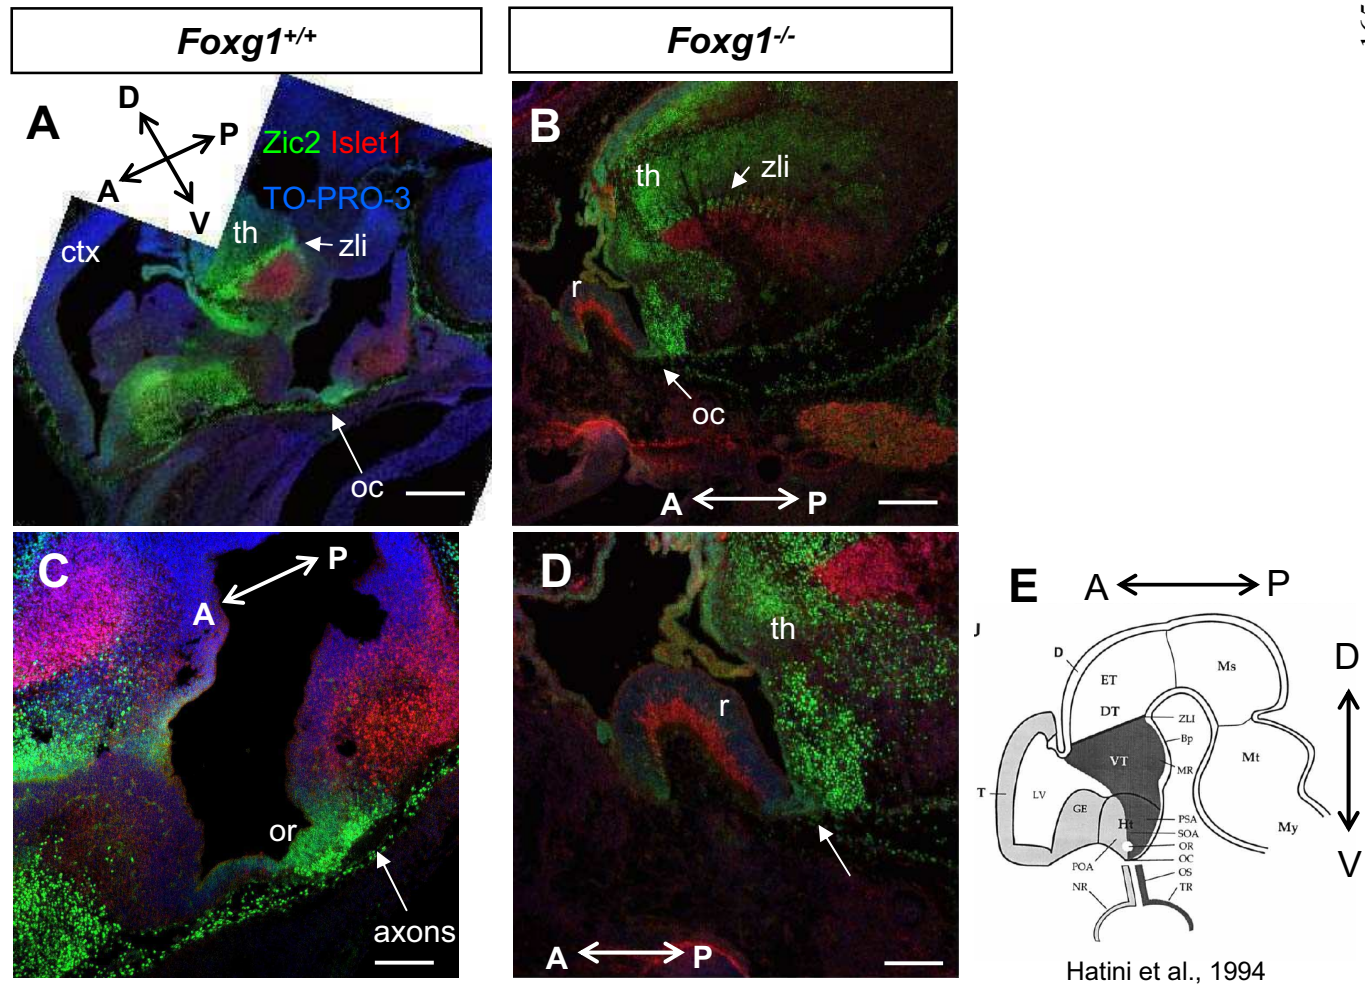 Foxg1+/+
Foxg1-/-
A
D
P
A
V
Zic2 Islet1
TO-PRO-3
ctx
th
zli
oc
B
th
zli
r
oc
A
P
C
P
A
or
axons
D
th
r
A
P
E
A
P
D
V
D
ET
DT
Ms
ZLI
Bp
VT
MR
Mt
T
LV
GE
Ht
PSA
SOA
OR
POA
OC
OS
NR
TR
My
Hatini et al., 1994